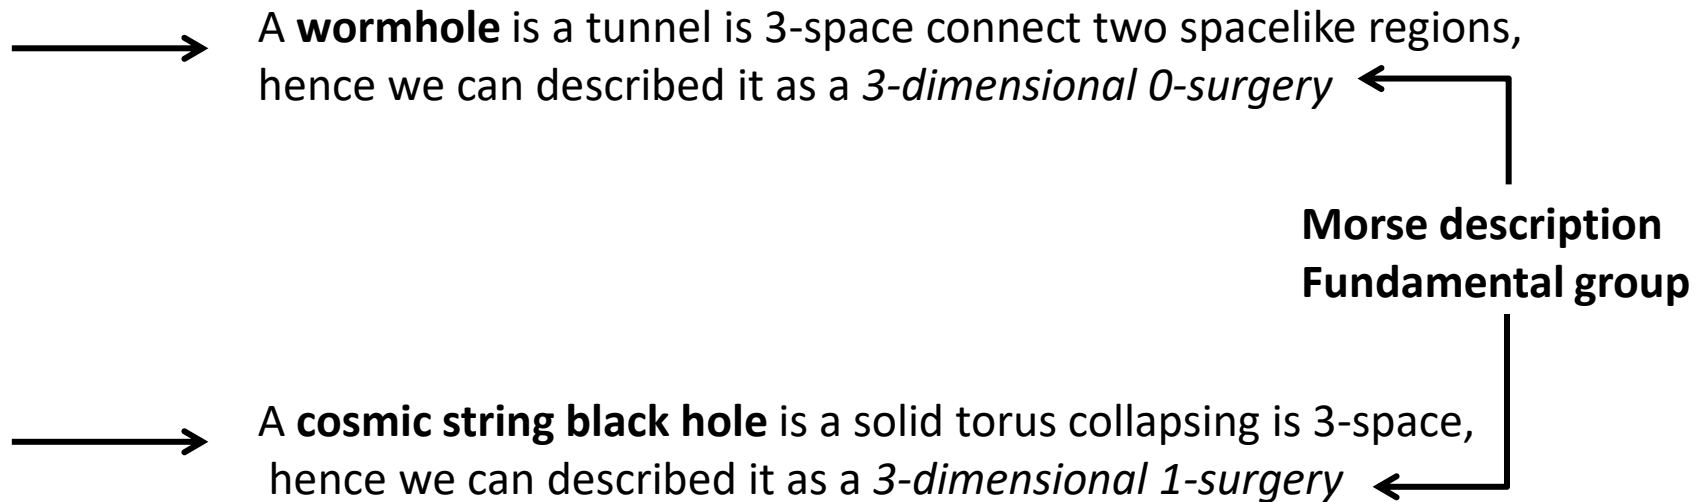 A wormhole is a tunnel is 3-space connect two spacelike regions,
hence we can described it as a 3-dimensional 0-surgery
Morse description
Fundamental group
A cosmic string black hole is a solid torus collapsing is 3-space,
hence we can described it as a 3-dimensional 1-surgery